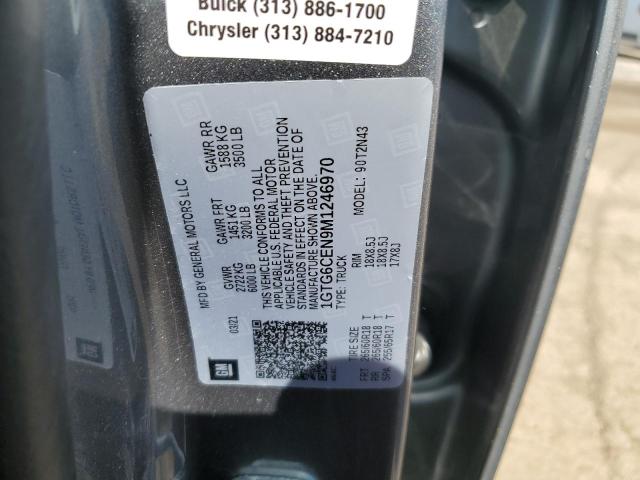 Buick (313) 886-1700
Chrysler (313) 884-7210
MFD BY GENERAL MOTORS LLC
03/21
GVWR
2722 KG
6000 LB
GAWR FRT
1451 KG
3200 LB
GAWR RR
1588 KG
3500 LB
THIS VEHICLE CONFORMS TO ALL
APPLICABLE U.S. FEDERAL MOTOR
VEHICLE SAFETY AND THEFT PREVENTION
STANDARDS IN EFFECT ON THE DATE OF
MANUFACTURE SHOWN ABOVE.
1GTG6CEN9M1246970
TYPE: TRUCK
MODEL: 90T2N43
TIRE SIZE RIM
FRT 265/60R18 T 18X8.5J
RR 265/60R18 T 18X8.5J
SPA 255/65R17 T 17X8J
GM